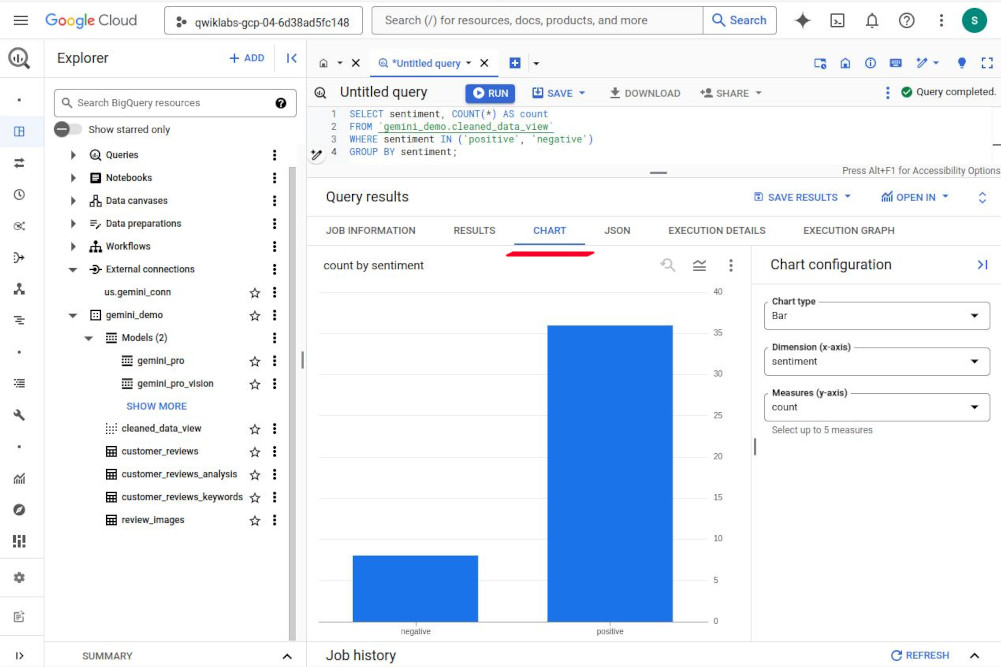 Google Cloud
qwiklabs-gcp-04-6d38ad5fc148
Search (/) for resources, docs, products, and more
Search
S
Explorer
+ ADD
*Untitled query
Search BigQuery resources
Show starred only
Queries
Notebooks
Data canvases
Data preparations
Workflows
External connections
us.gemini_conn
gemini_demo
Models (2)
gemini_pro
gemini_pro_vision
SHOW MORE
cleaned_data_view
customer_reviews
customer_reviews_analysis
customer_reviews_keywords
review_images
SUMMARY
Untitled query
RUN
SAVE
DOWNLOAD
SHARE
Query completed.
1 SELECT sentiment, COUNT(*) AS count
2 FROM `gemini_demo.cleaned_data_view`
3 WHERE sentiment IN ('positive', 'negative')
4 GROUP BY sentiment;
Press Alt+F1 for Accessibility Options
Query results
SAVE RESULTS
OPEN IN
JOB INFORMATION
RESULTS
CHART
JSON
EXECUTION DETAILS
EXECUTION GRAPH
count by sentiment
40
35
30
25
20
15
10
5
0
negative
positive
Chart configuration
Chart type
Bar
Dimension (x-axis)
sentiment
Measures (y-axis)
count
Select up to 5 measures
Job history
REFRESH